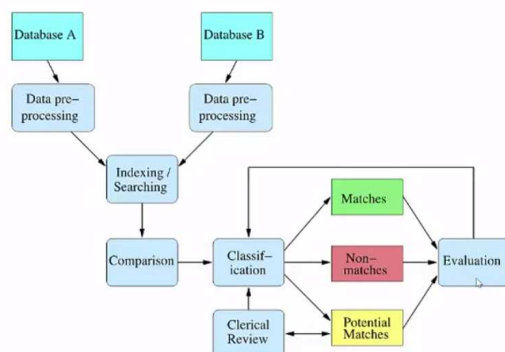 Database A
Database B
Data pre-
processing
Data pre-
processing
Indexing /
Searching
Comparison
Classif-
ication
Matches
Non-
matches
Potential
Matches
Evaluation
Clerical
Review